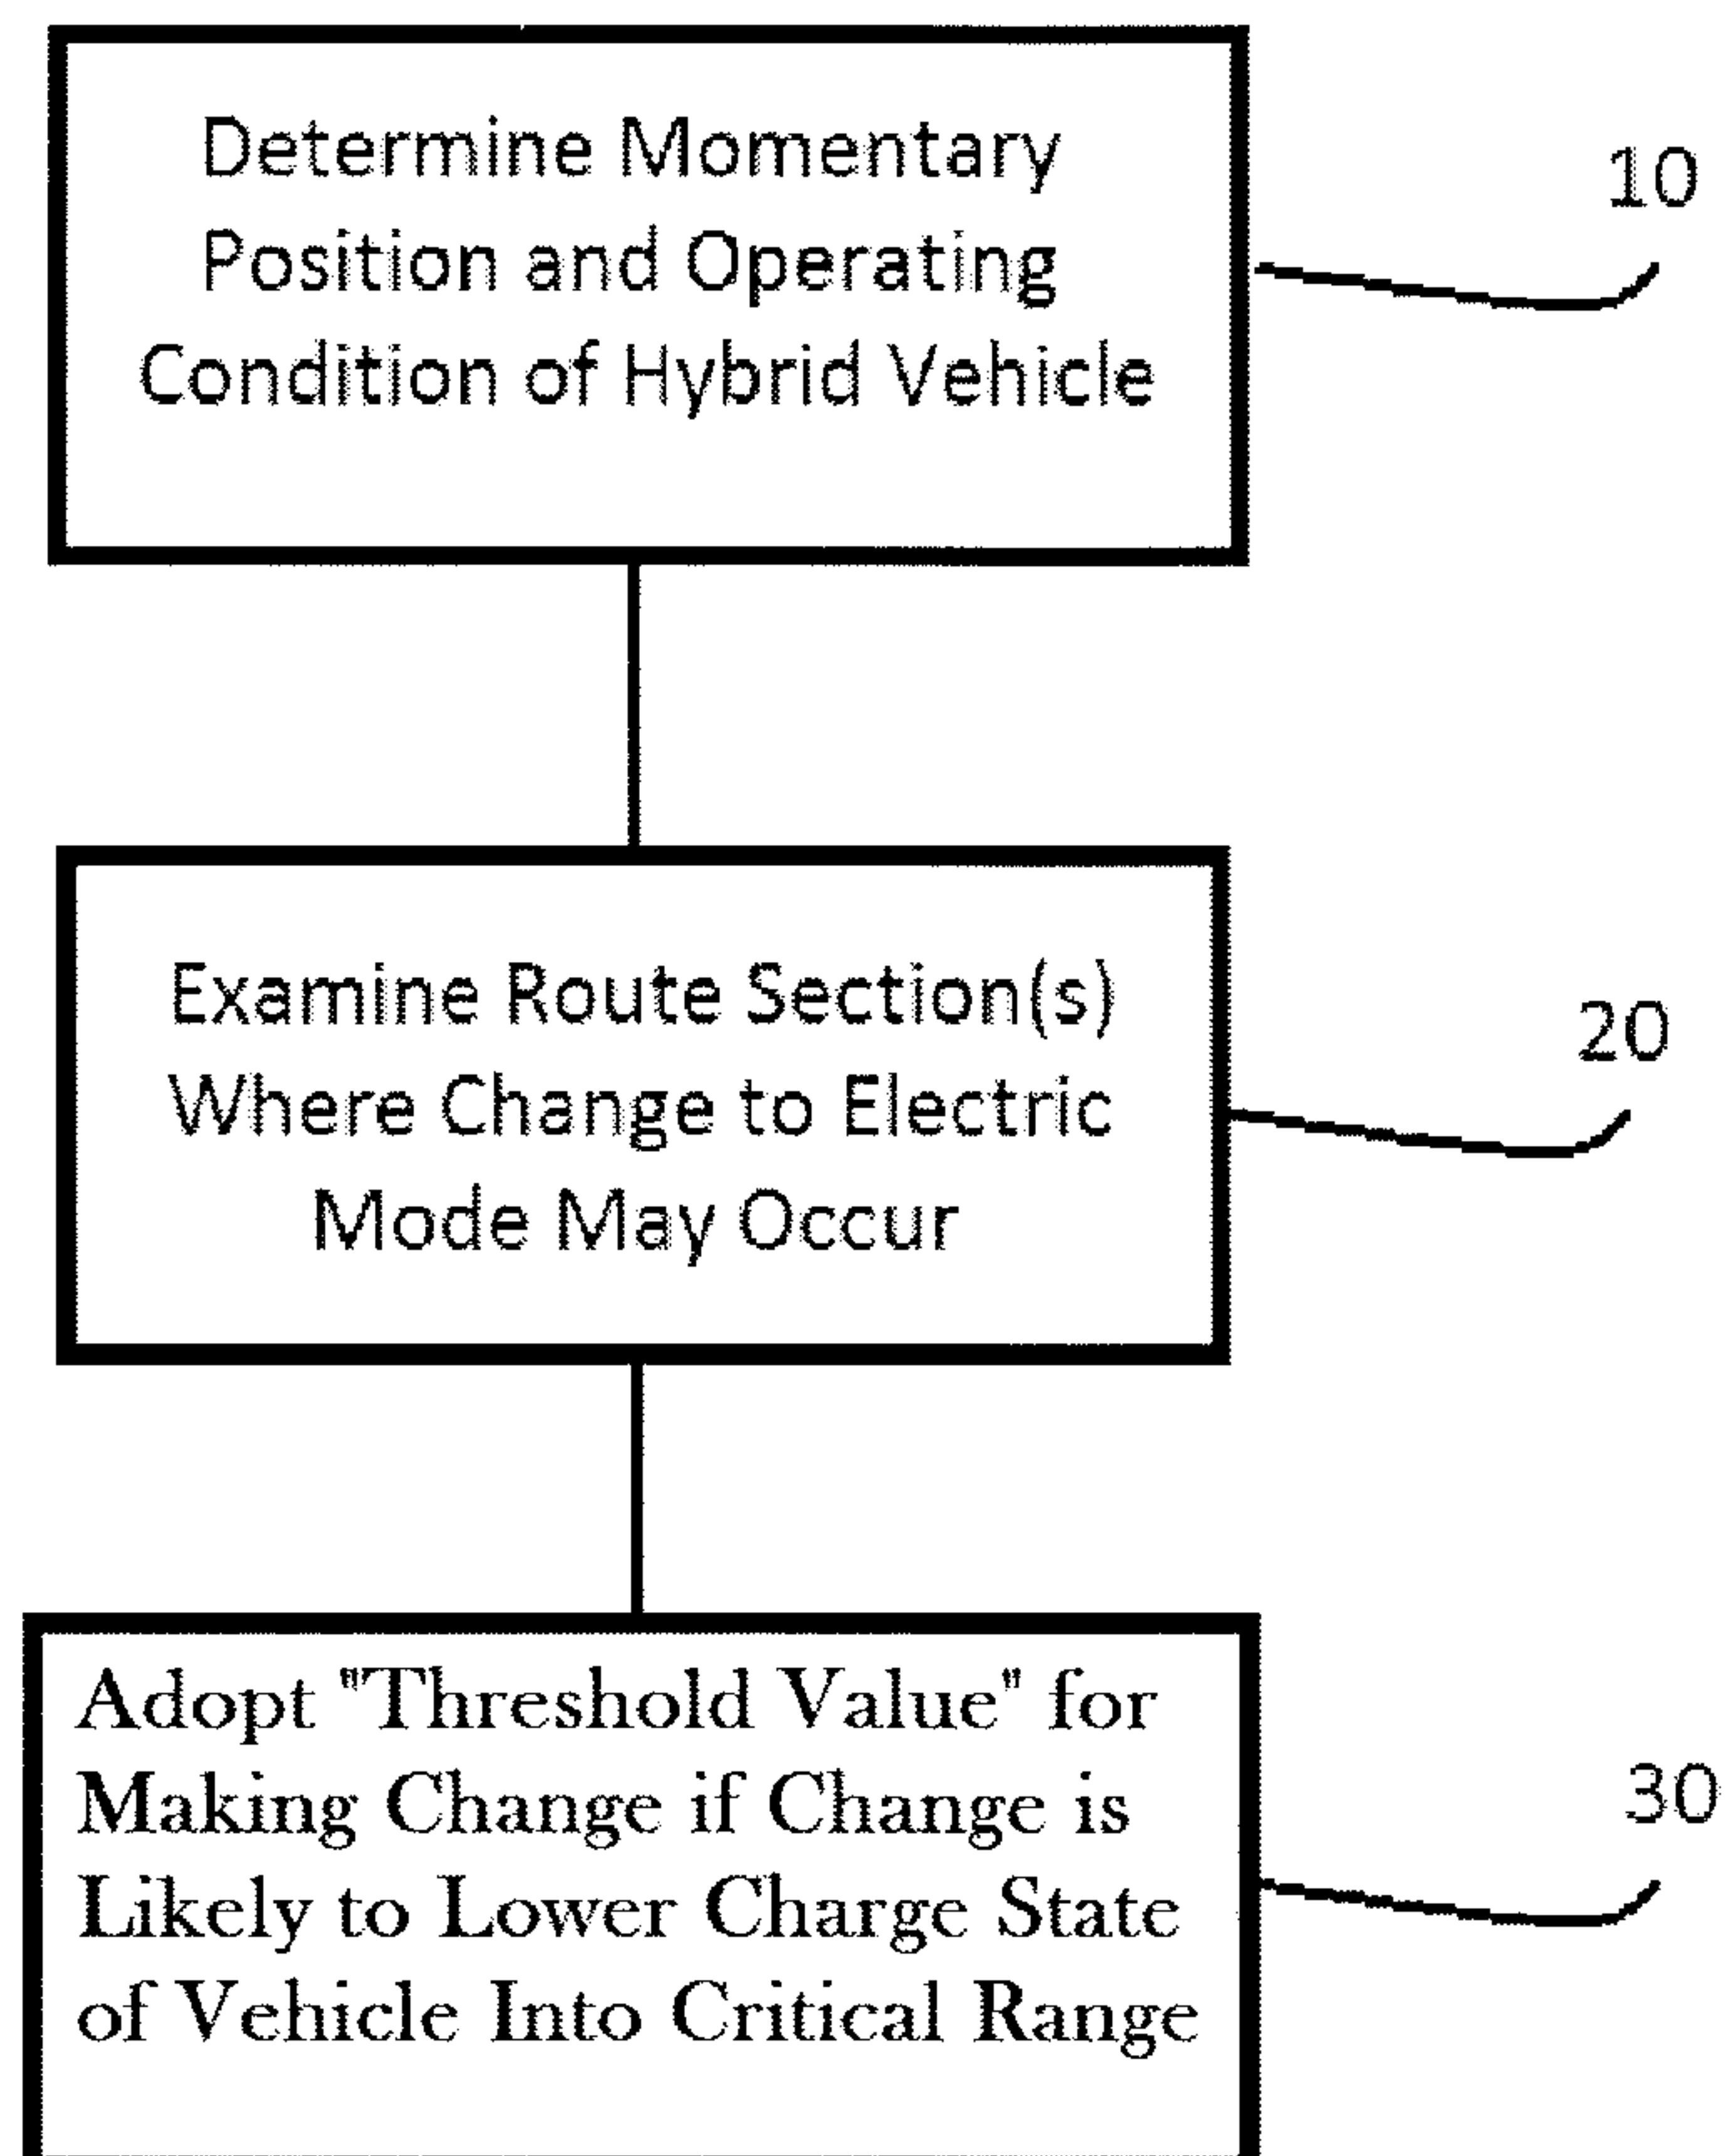 Determine Momentary
Position and Operating
Condition of Hybrid Vehicle
10
Examine Route Section(s)
Where Change to Electric
Mode May Occur
20
Adopt "Threshold Value" for
Making Change if Change is
Likely to Lower Charge State
of Vehicle Into Critical Range
30